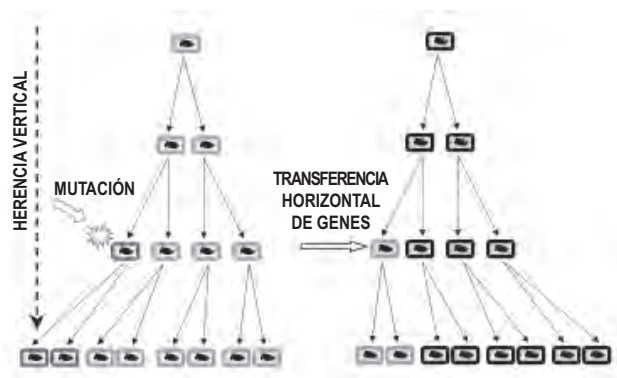 HERENCIA VERTICAL
MUTACIÓN
TRANSFERENCIA
HORIZONTAL
DE GENES